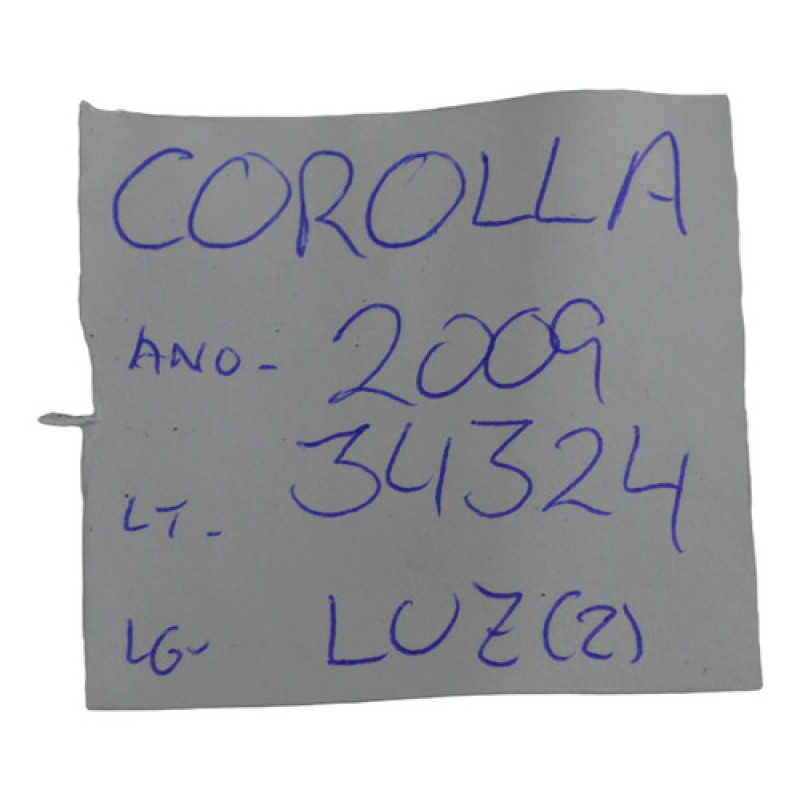 COROLLA
ANO- 2009
LT- 34324
LG- LUZ(2)